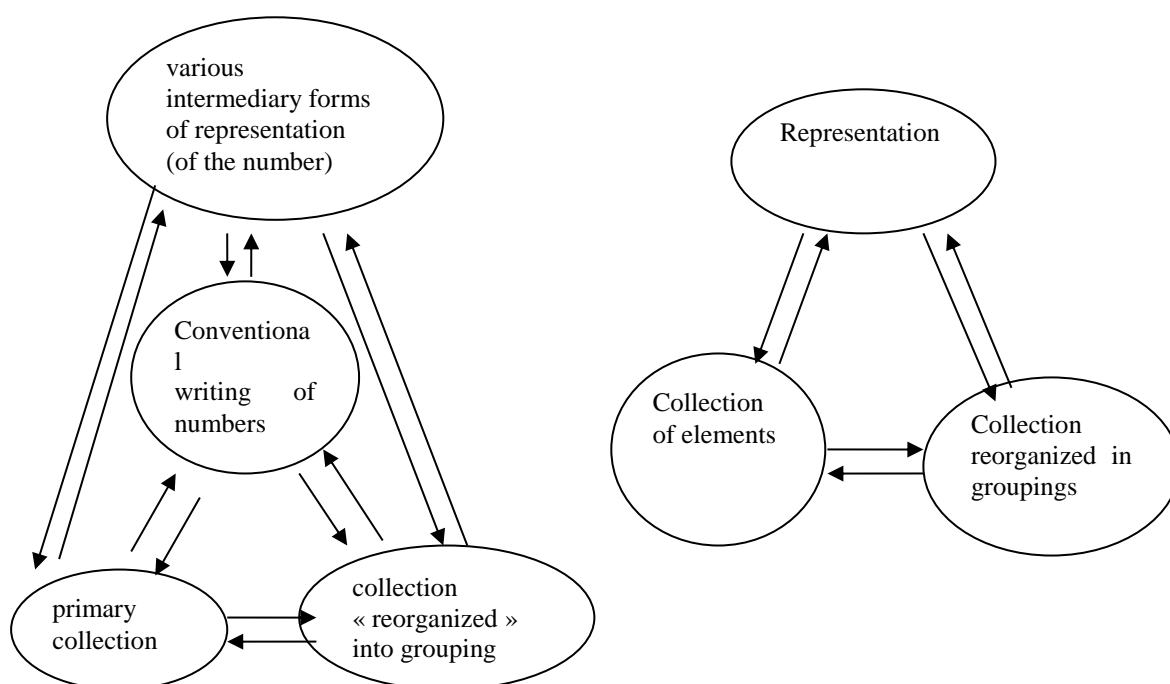 various
intermediary forms
of representation
(of the number)
Conventiona
l
writing of
numbers
primary
collection
collection
« reorganized »
into grouping
Representation
Collection
of elements
Collection
reorganized in
groupings